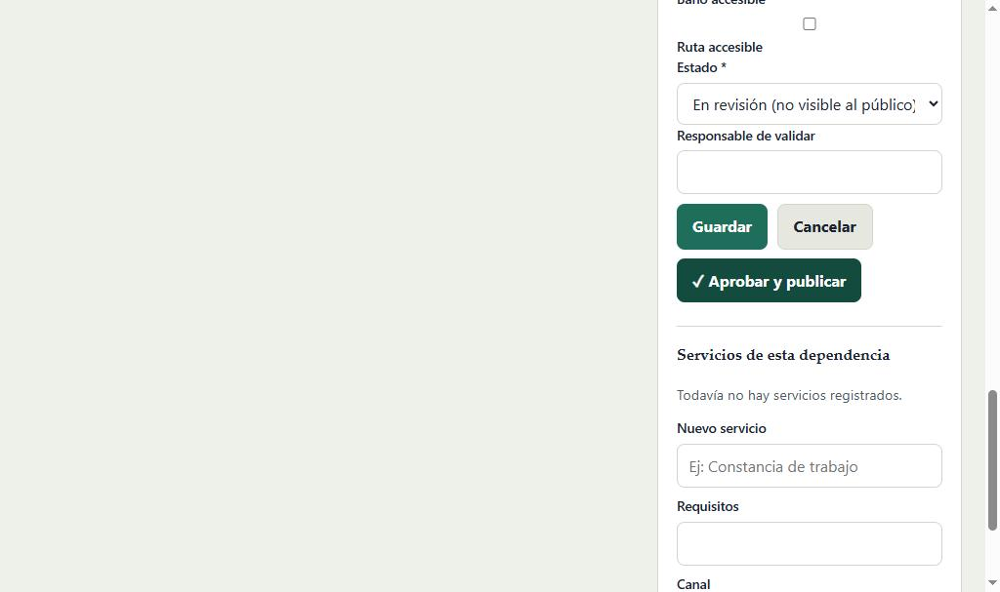 Baño accesible
Ruta accesible
Estado *
En revisión (no visible al público)
Responsable de validar
Guardar
Cancelar
✓ Aprobar y publicar
Servicios de esta dependencia
Todavía no hay servicios registrados.
Nuevo servicio
Ej: Constancia de trabajo
Requisitos
Canal